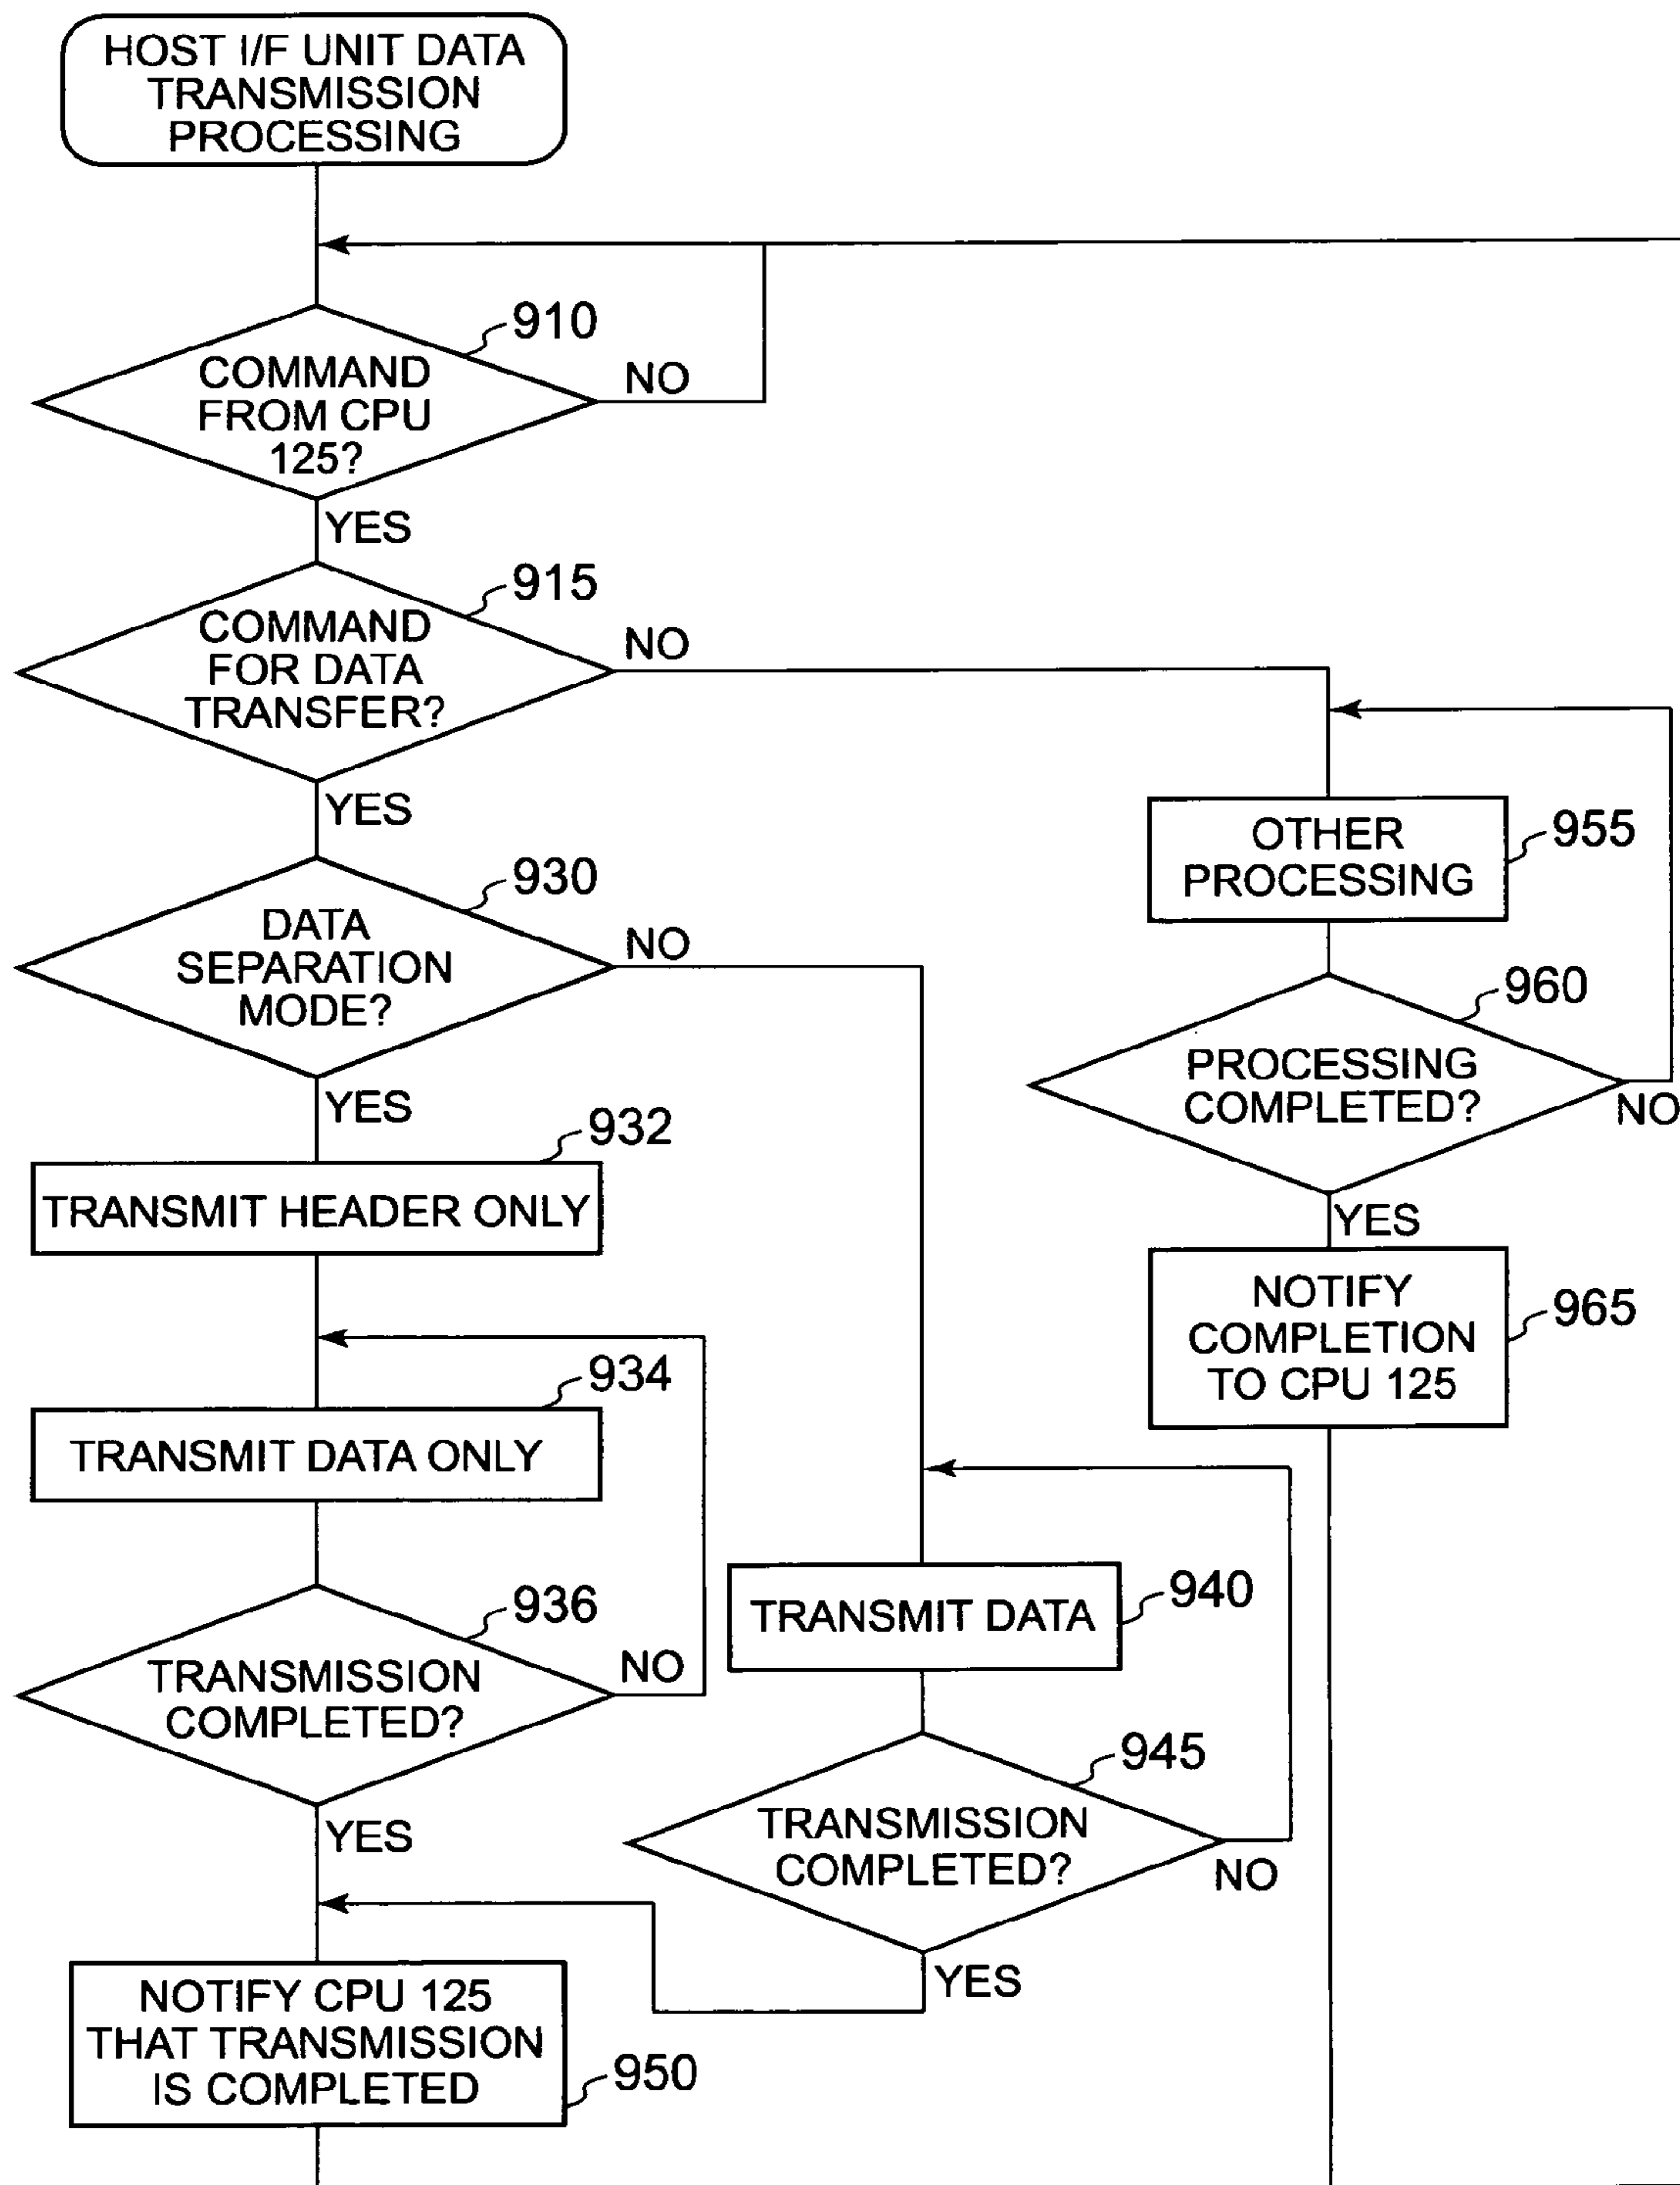 HOST I/F UNIT DATA
TRANSMISSION
PROCESSING
910
COMMAND
FROM CPU
125?
NO
YES
915
COMMAND
FOR DATA
TRANSFER?
NO
YES
930
DATA
SEPARATION
MODE?
NO
YES
932
TRANSMIT HEADER ONLY
934
TRANSMIT DATA ONLY
936
TRANSMISSION
COMPLETED?
NO
YES
940
TRANSMIT DATA
945
TRANSMISSION
COMPLETED?
NO
YES
NOTIFY CPU 125
THAT TRANSMISSION
IS COMPLETED
950
OTHER
PROCESSING
955
960
PROCESSING
COMPLETED?
NO
YES
NOTIFY
COMPLETION
TO CPU 125
965